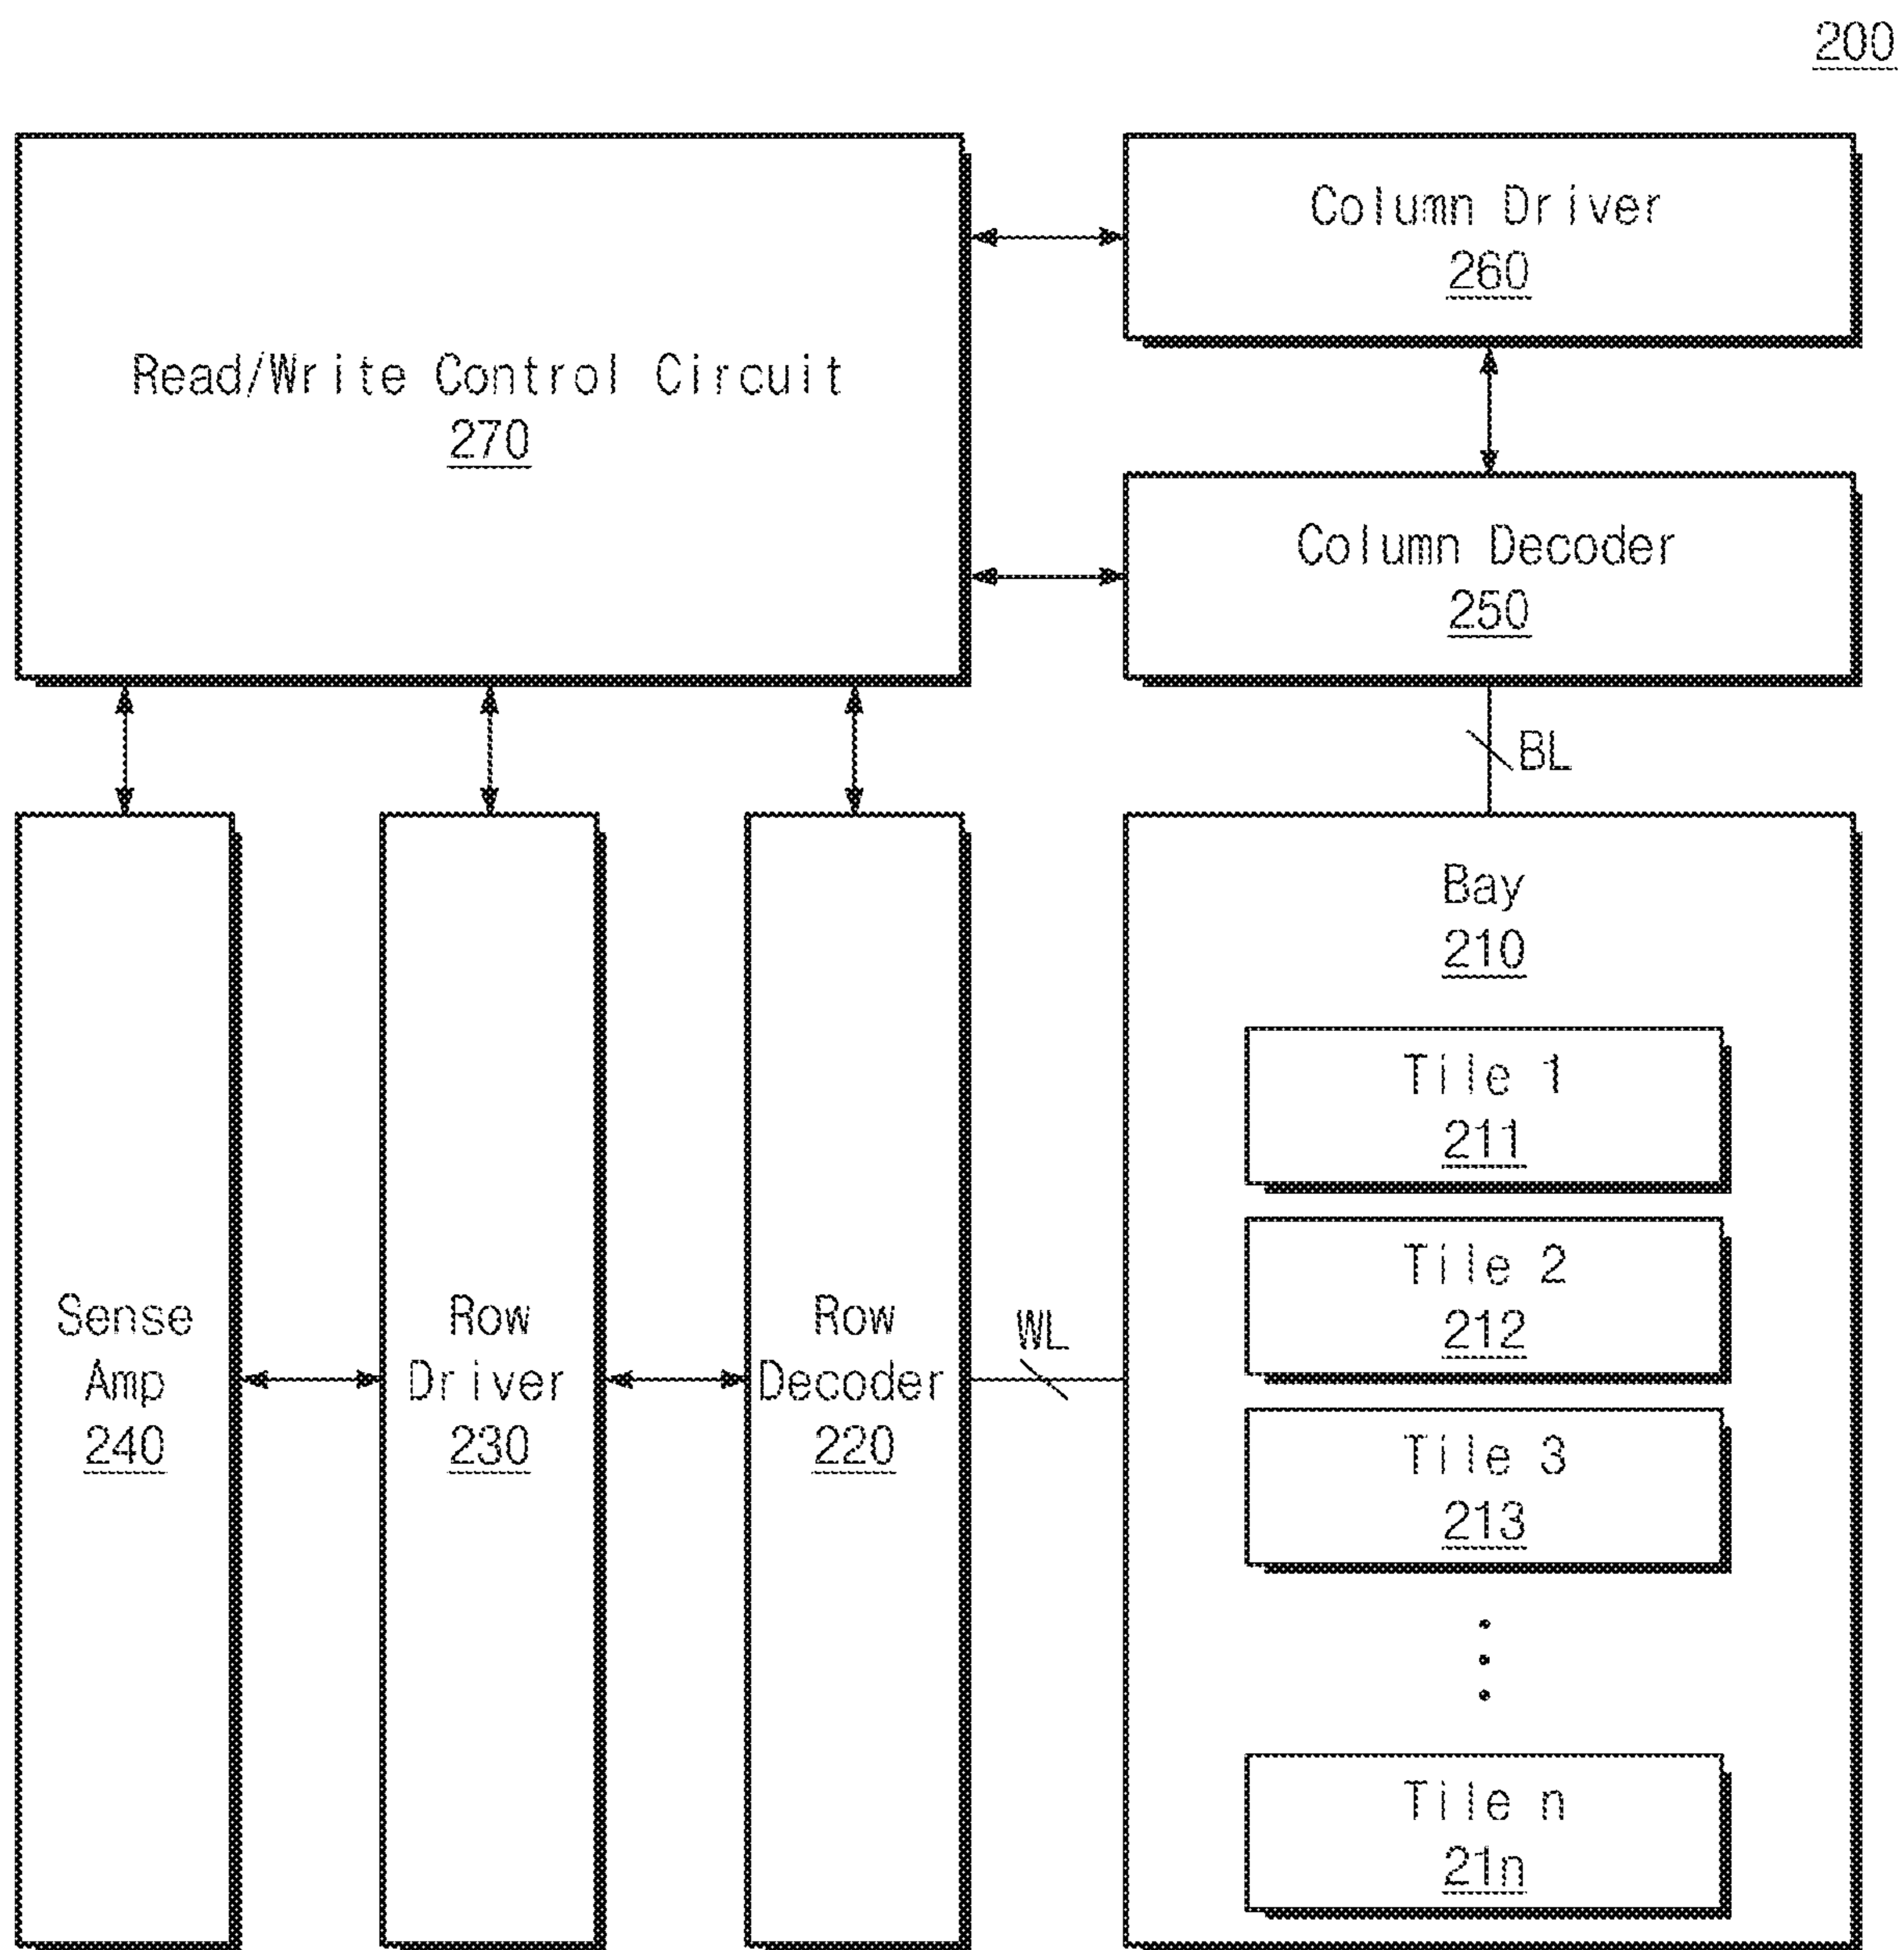 200
Read/Write Control Circuit
270
Column Driver
260
Column Decoder
250
BL
Sense
Amp
240
Row
Driver
230
Row
Decoder
220
WL
Bay
210
Tile 1
211
Tile 2
212
Tile 3
213
Tile n
21n